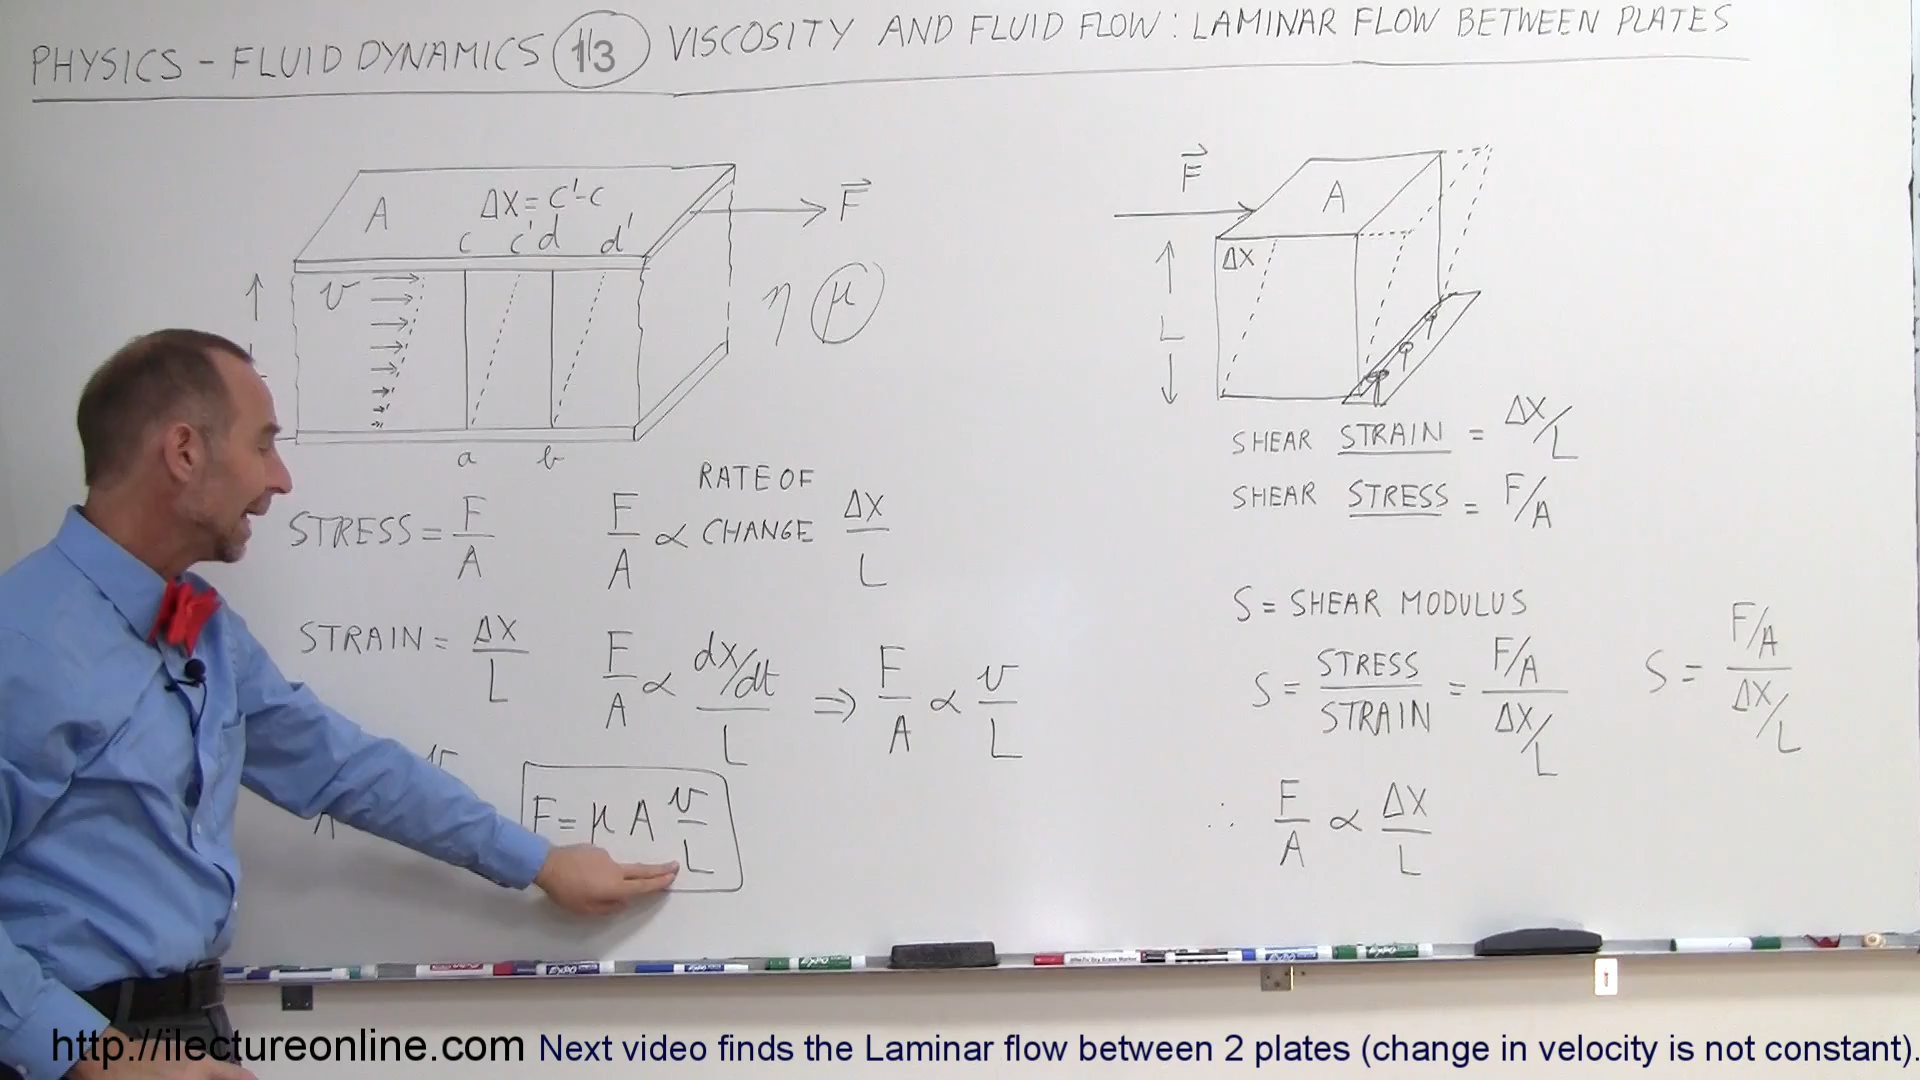 PHYSICS - FLUID DYNAMICS 13 VISCOSITY AND FLUID FLOW : LAMINAR FLOW BETWEEN PLATES
A ΔX = c'-c
c c' d d'
F
v
η μ
a b
STRESS = F/A
F/A ∝ RATE OF CHANGE ΔX/L
STRAIN = ΔX/L
F/A ∝ dx/dt / L ⇒ F/A ∝ v/L
v
A
F = μ A v/L
F
A
ΔX
L
SHEAR STRAIN = ΔX/L
SHEAR STRESS = F/A
S = SHEAR MODULUS
S = STRESS/STRAIN = F/A / ΔX/L
S = F/A / ΔX/L
∴ F/A ∝ ΔX/L
EXPO
http://ilectureonline.com Next video finds the Laminar flow between 2 plates (change in velocity is not constant).